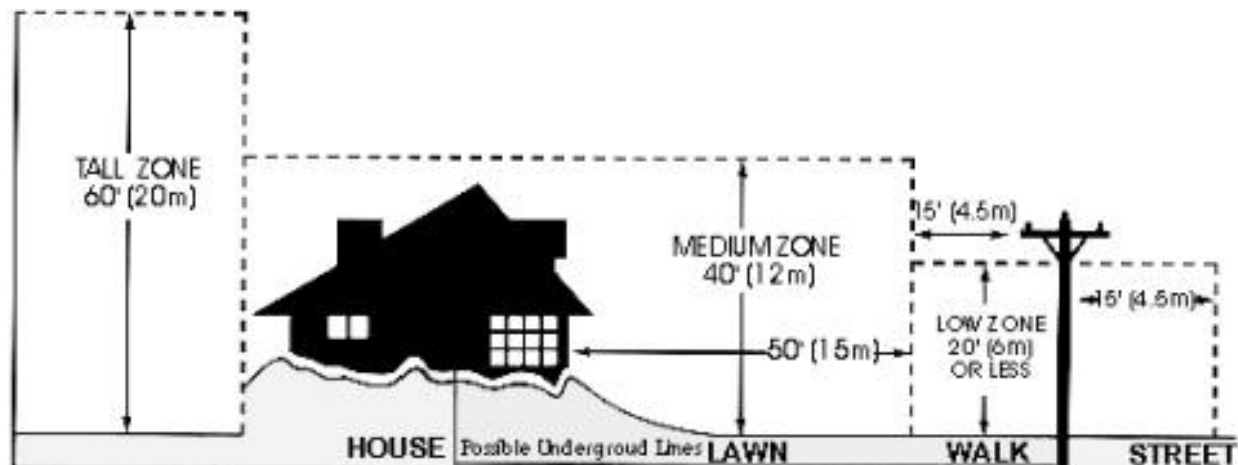 TALL ZONE
60' (20m)
MEDIUM ZONE
40' (12m)
15' (4.5m)
15' (4.5m)
LOW ZONE
20' (6m)
OR LESS
50' (15m)
HOUSE Possible Undergroud Lines LAWN WALK STREET